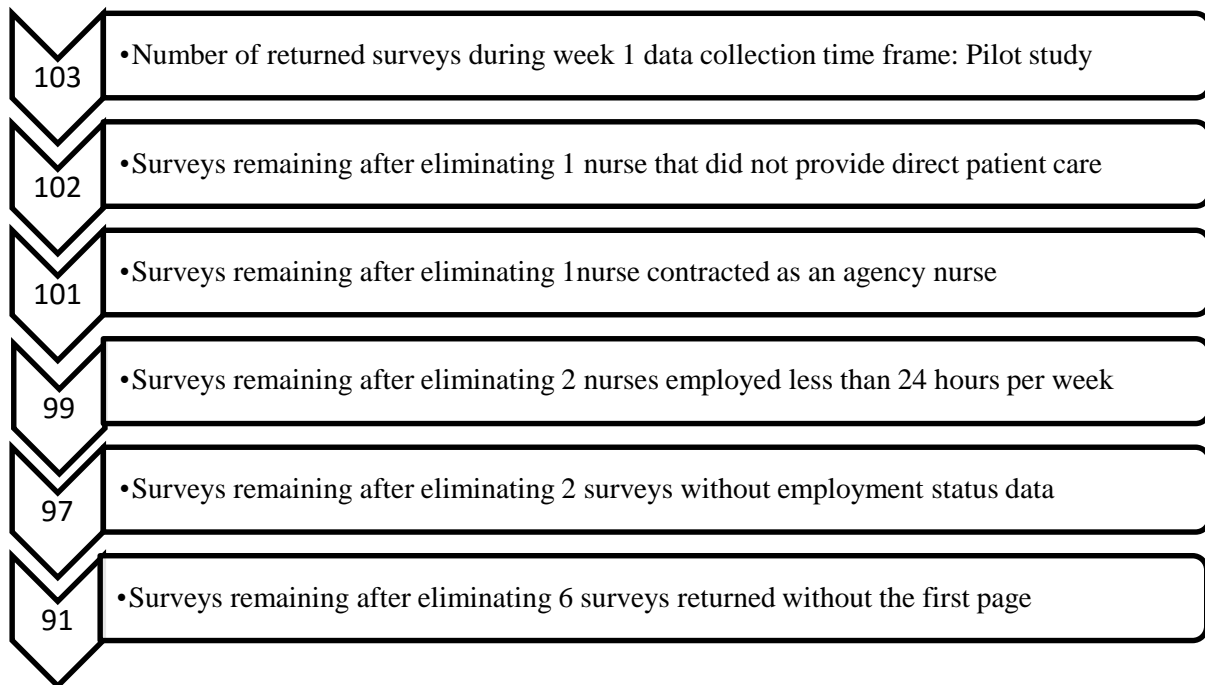 103
•Number of returned surveys during week 1 data collection time frame: Pilot study
102
•Surveys remaining after eliminating 1 nurse that did not provide direct patient care
101
•Surveys remaining after eliminating 1nurse contracted as an agency nurse
99
•Surveys remaining after eliminating 2 nurses employed less than 24 hours per week
97
•Surveys remaining after eliminating 2 surveys without employment status data
91
•Surveys remaining after eliminating 6 surveys returned without the first page